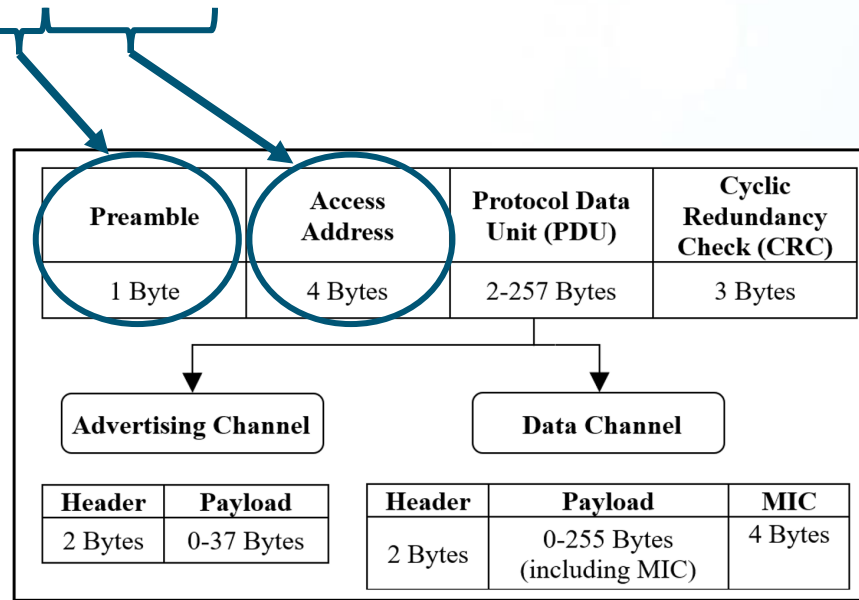 Preamble
Access
Address
Protocol Data
Unit (PDU)
Cyclic
Redundancy
Check (CRC)
1 Byte
4 Bytes
2-257 Bytes
3 Bytes
Advertising Channel
Data Channel
Header
Payload
2 Bytes
0-37 Bytes
Header
Payload
MIC
2 Bytes
0-255 Bytes
(including MIC)
4 Bytes